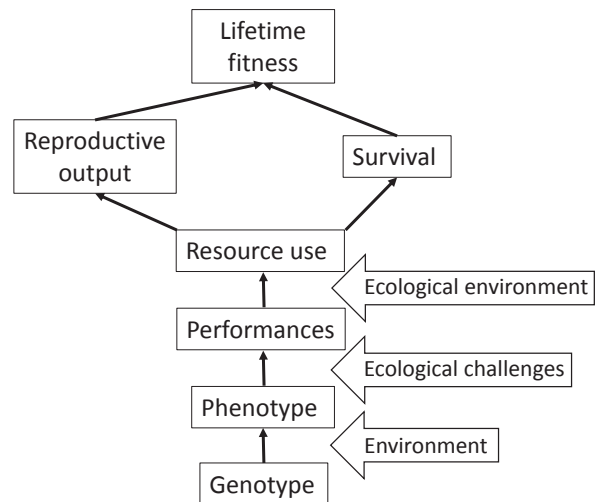 Lifetime
fitness
Reproductive
output
Survival
Resource use
Ecological environment
Performances
Ecological challenges
Phenotype
Environment
Genotype